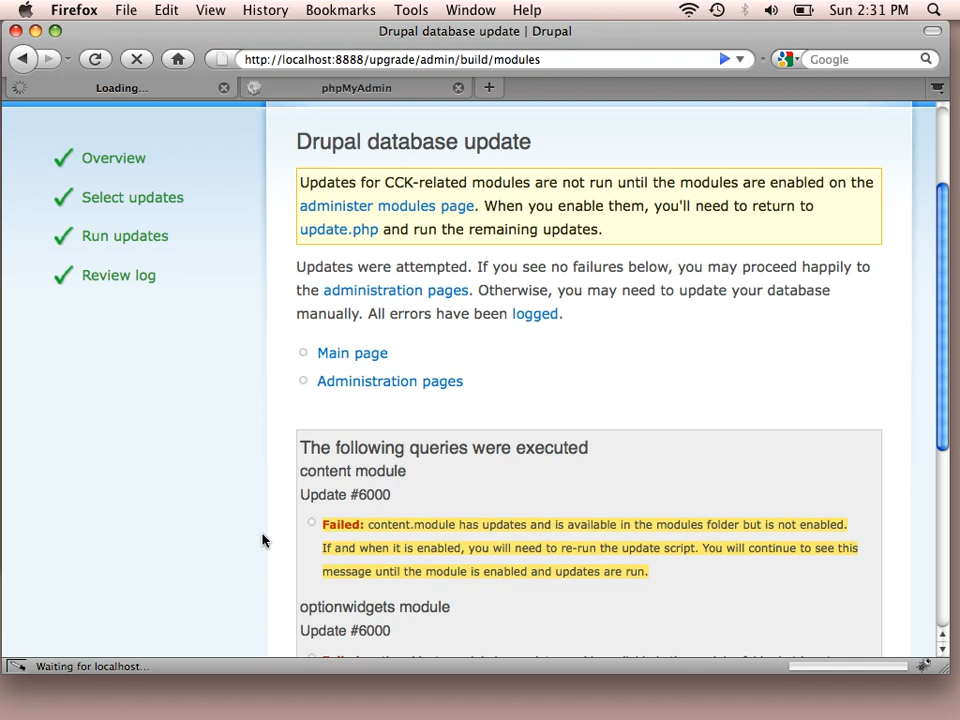 Firefox File Edit View History Bookmarks Tools Window Help Sun 2:31 PM
Drupal database update | Drupal
http://localhost:8888/upgrade/admin/build/modules
Google
Loading...
phpMyAdmin
Overview
Select updates
Run updates
Review log
Drupal database update
Updates for CCK-related modules are not run until the modules are enabled on the
administer modules page. When you enable them, you'll need to return to
update.php and run the remaining updates.
Updates were attempted. If you see no failures below, you may proceed happily to
the administration pages. Otherwise, you may need to update your database
manually. All errors have been logged.
Main page
Administration pages
The following queries were executed
content module
Update #6000
Failed: content.module has updates and is available in the modules folder but is not enabled.
If and when it is enabled, you will need to re-run the update script. You will continue to see this
message until the module is enabled and updates are run.
optionwidgets module
Update #6000
Waiting for localhost...